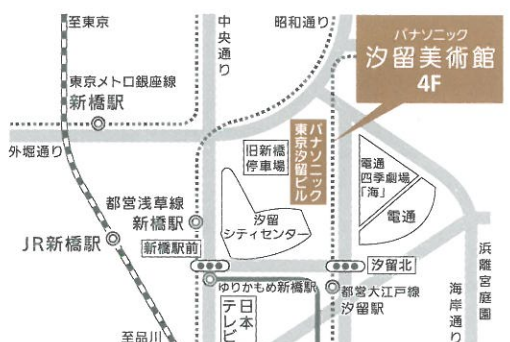 至東京
中央通り
昭和通り
パナソニック
汐留美術館
4F
東京メトロ銀座線
新橋駅
外堀通り
旧新橋
停車場
パナソニック
東京汐留ビル
電通
四季劇場
「海」
電通
都営浅草線
新橋駅
汐留
シティセンター
JR新橋駅
新橋駅前
汐留北
浜離宮庭園
海岸通り
ゆりかもめ新橋駅
都営大江戸線
汐留駅
日本
テレビ
至品川